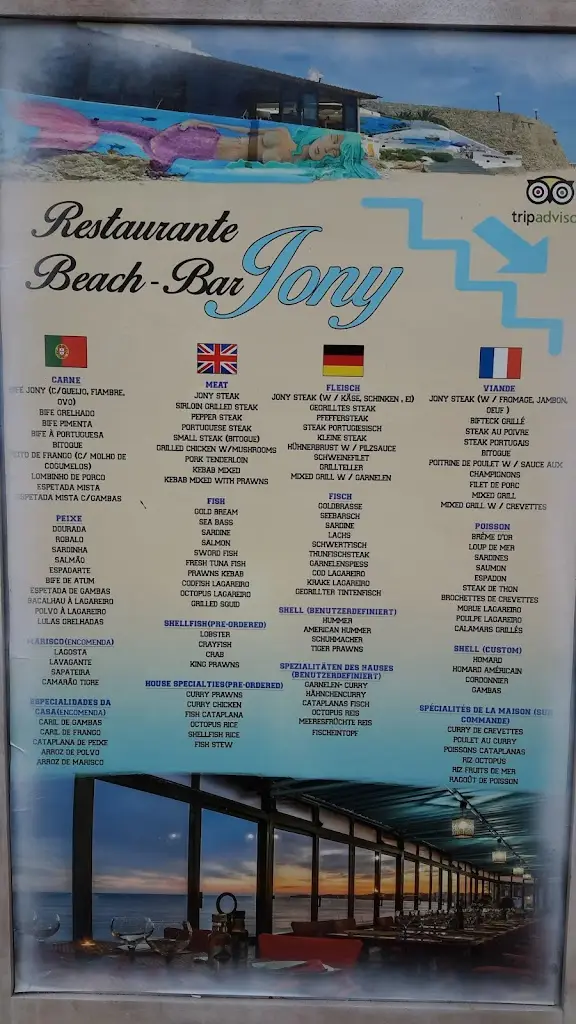 tripadviso
Restaurante
Beach-Bar Jony
CARNE
BIFE JONY (C/QUEIJO, FIAMBRE,
OVO)
BIFE GRELHADO
BIFE PIMENTA
BIFE À PORTUGUESA
BITOQUE
PEITO DE FRANGO (C/ MOLHO DE
COGUMELOS)
LOMBINHO DE PORCO
ESPETADA MISTA
ESPETADA MISTA C/GAMBAS
PEIXE
DOURADA
ROBALO
SARDINHA
SALMÃO
ESPADARTE
BIFE DE ATUM
ESPETADA DE GAMBAS
BACALHAU À LAGAREIRO
POLVO À LAGAREIRO
LULAS GRELHADAS
MARISCO(ENCOMENDA)
LAGOSTA
LAVAGANTE
SAPATEIRA
CAMARÃO TIGRE
ESPECIALIDADES DA
CASA(ENCOMENDA)
CARIL DE GAMBAS
CARIL DE FRANGO
CATAPLANA DE PEIXE
ARROZ DE POLVO
ARROZ DE MARISCO
MEAT
JONY STEAK
SIRLOIN GRILLED STEAK
PEPPER STEAK
PORTUGUESE STEAK
SMALL STEAK (BITOQUE)
GRILLED CHICKEN W/MUSHROOMS
PORK TENDERLOIN
KEBAB MIXED
KEBAB MIXED WITH PRAWNS
FISH
GOLD BREAM
SEA BASS
SARDINE
SALMON
SWORD FISH
FRESH TUNA FISH
PRAWNS KEBAB
CODFISH LAGAREIRO
OCTOPUS LAGAREIRO
GRILLED SQUID
SHELLFISH(PRE-ORDERED)
LOBSTER
CRAYFISH
CRAB
KING PRAWNS
HOUSE SPECIALTIES(PRE-ORDERED)
CURRY PRAWNS
CURRY CHICKEN
FISH CATAPLANA
OCTOPUS RICE
SHELLFISH RICE
FISH STEW
FLEISCH
JONY STEAK (W / KÄSE, SCHINKEN , EI)
GEGRILLTES STEAK
PFEFFERSTEAK
STEAK PORTUGIESISCH
KLEINE STEAK
HÜHNERBRUST W / PILZSAUCE
SCHWEINEFILET
GRILLTELLER
MIXED GRILL W / GARNELEN
FISCH
GOLDBRASSE
SEEBARSCH
SARDINE
LACHS
SCHWERTFISCH
THUNFISCHSTEAK
GARNELENSPIESS
COD LAGAREIRO
KRAKE LAGAREIRO
GEGRILLTER TINTENFISCH
SHELL (BENUTZERDEFINIERT)
HUMMER
AMERICAN HUMMER
SCHUHMACHER
TIGER PRAWNS
SPEZIALITÄTEN DES HAUSES
(BENUTZERDEFINIERT)
GARNELEN- CURRY
HÄHNCHENCURRY
CATAPLANAS FISCH
OCTOPUS REIS
MEERESFRÜCHTE REIS
FISCHEINTOPF
VIANDE
JONY STEAK (W / FROMAGE, JAMBON,
OEUF )
BIFTECK GRILLÉ
STEAK AU POIVRE
STEAK PORTUGAIS
BITOQUE
POITRINE DE POULET W / SAUCE AUX
CHAMPIGNONS
FILET DE PORC
MIXED GRILL
MIXED GRILL W / CREVETTES
POISSON
BRÊME D'OR
LOUP DE MER
SARDINES
SAUMON
ESPADON
STEAK DE THON
BROCHETTES DE CREVETTES
MORUE LAGAREIRO
POULPE LAGAREIRO
CALAMARS GRILLÉS
SHELL (CUSTOM)
HOMARD
HOMARD AMÉRICAIN
CORDONNIER
GAMBAS
SPÉCIALITÉS DE LA MAISON (SUR
COMMANDE)
CURRY DE CREVETTES
POULET AU CURRY
POISSONS CATAPLANAS
RIZ OCTOPUS
RIZ FRUITS DE MER
RAGOÛT DE POISSON